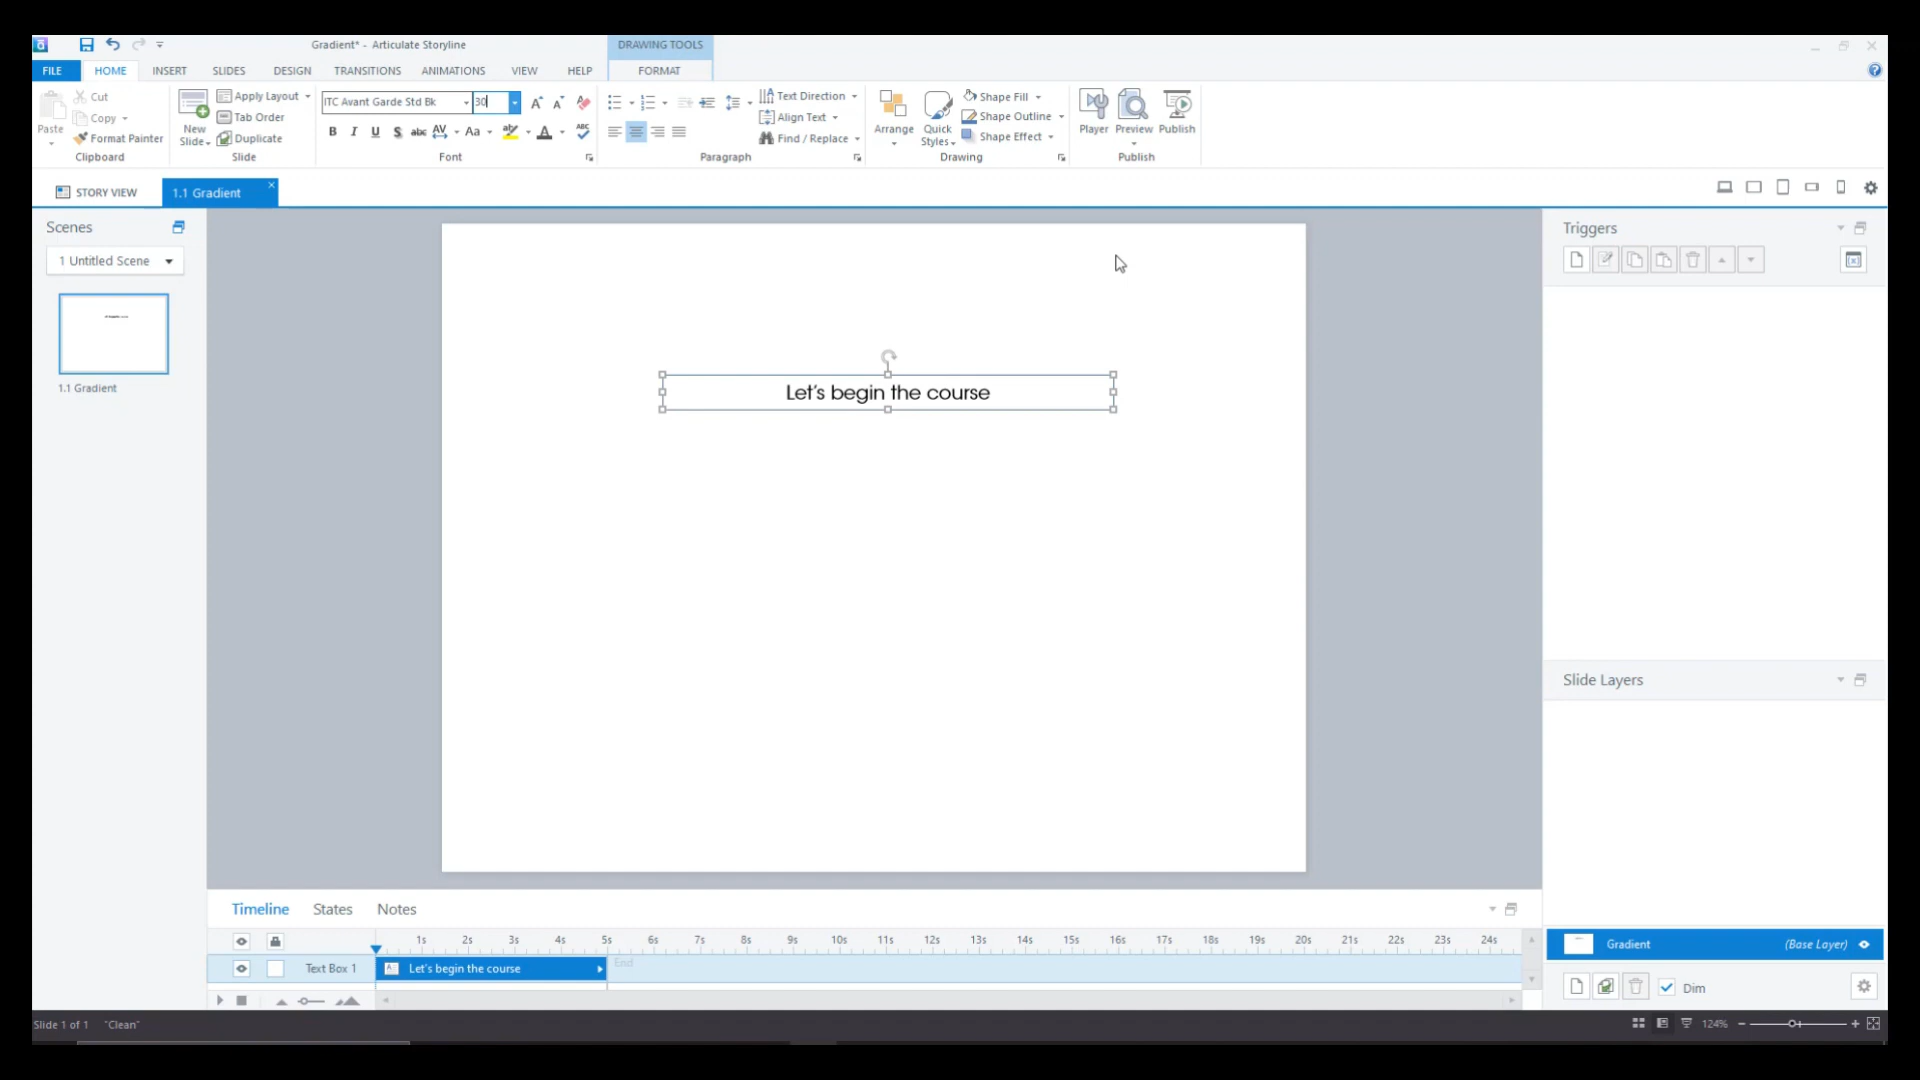 Gradient* - Articulate Storyline
DRAWING TOOLS
FILE HOME INSERT SLIDES DESIGN TRANSITIONS ANIMATIONS VIEW HELP FORMAT
Paste
Cut
Copy
Format Painter
Clipboard
New Slide
Apply Layout
Tab Order
Duplicate
Slide
ITC Avant Garde Std Bk 30
B I U S abc AV Aa
Font
Text Direction
Align Text
Find / Replace
Paragraph
Arrange
Quick Styles
Shape Fill
Shape Outline
Shape Effect
Drawing
Player Preview Publish
Publish
STORY VIEW 1.1 Gradient
Scenes
1 Untitled Scene
1.1 Gradient
Let's begin the course
Triggers
Slide Layers
Gradient (Base Layer)
Dim
Timeline States Notes
1s 2s 3s 4s 5s 6s 7s 8s 9s 10s 11s 12s 13s 14s 15s 16s 17s 18s 19s 20s 21s 22s 23s 24s
Text Box 1 Let's begin the course End
Slide 1 of 1 "Clean" 124%